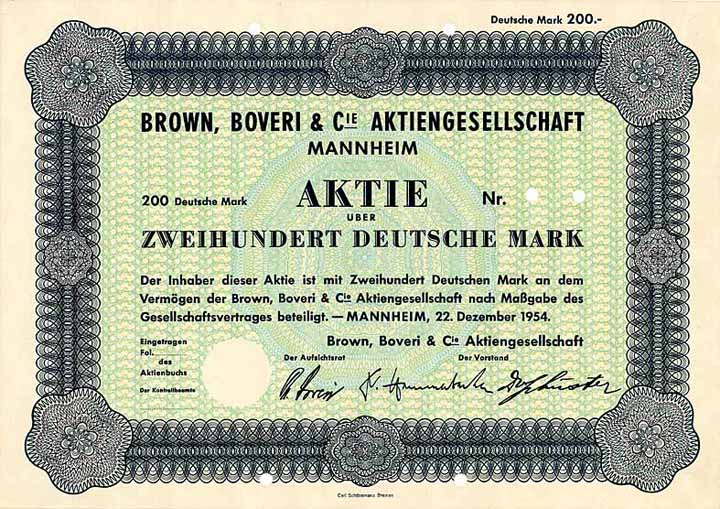 Deutsche Mark 200.-
BROWN, BOVERI & CIE AKTIENGESELLSCHAFT
MANNHEIM
200 Deutsche Mark AKTIE Nr.
ÜBER
ZWEIHUNDERT DEUTSCHE MARK
Der Inhaber dieser Aktie ist mit Zweihundert Deutschen Mark an dem
Vermögen der Brown, Boveri & Cie Aktiengesellschaft nach Maßgabe des
Gesellschaftsvertrages beteiligt. — MANNHEIM, 22. Dezember 1954.
Brown, Boveri & Cie Aktiengesellschaft
Eingetragen
Fol.
des
Aktienbuchs
Der Kontrollbeamte
Der Aufsichtsrat Der Vorstand
Carl Schünemann Bremen